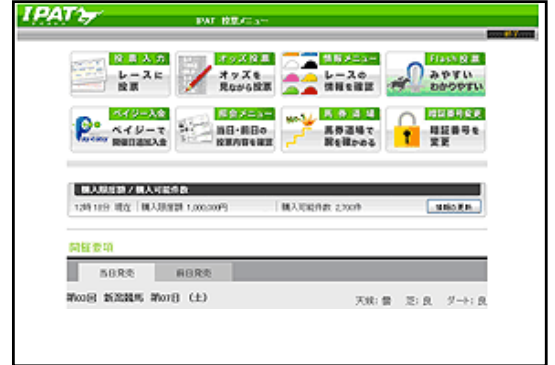 IPAT
IPAT 投票メニュー
終了
投票入力
レースに
投票
オッズ投票
オッズを
見ながら投票
情報メニュー
レースの
情報を確認
Flash投票
みやすい
わかりやすい
ペイジー入金
ペイジーで
開催日追加入金
照会メニュー
当日・前日の
投票内容を確認
馬券道場
馬券道場で
腕を確かめる
暗証番号変更
暗証番号を
変更
購入限度額 / 購入可能件数
12時18分 現在 購入限度額 1,000,000円 購入可能件数 2,700件 情報の更新
開催要項
当日発売 前日発売
第03回 新潟競馬 第07日 (土) 天候: 曇 芝: 良 ダート: 良